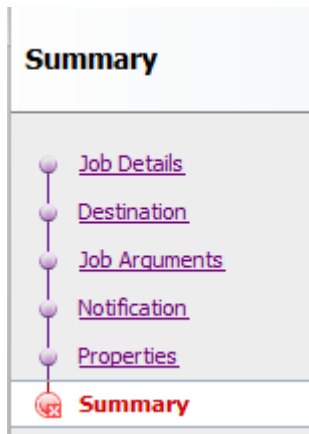 Summary
Job Details
Destination
Job Arguments
Notification
Properties
Summary